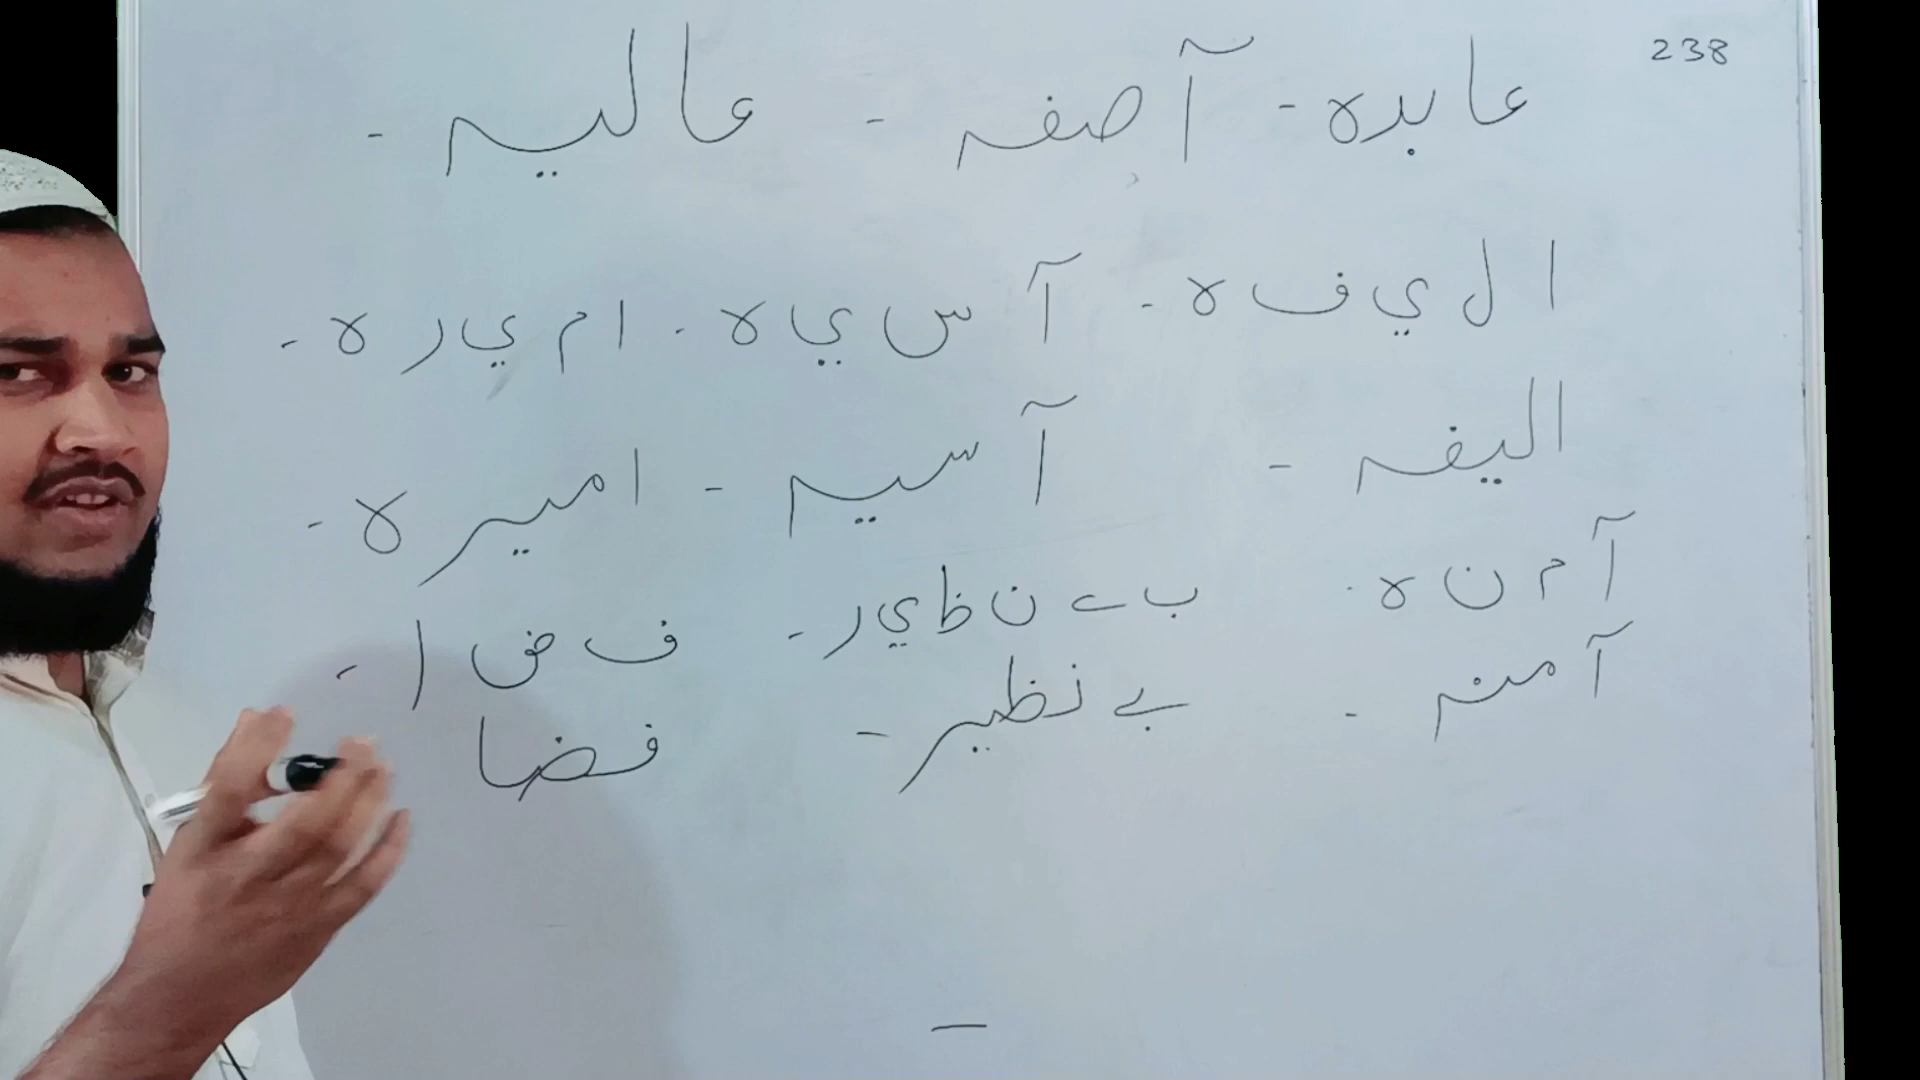 238
عابدہ - آصفہ - عالیہ -
ا ل ي ف ہ - آ س ي ہ - ا م ي ر ہ -
الیفہ - آسیہ - امیرہ -
آ م ن ہ - ب ے ن ظ ي ر - ف ض ا -
آمنہ - بے نظیر - فضا